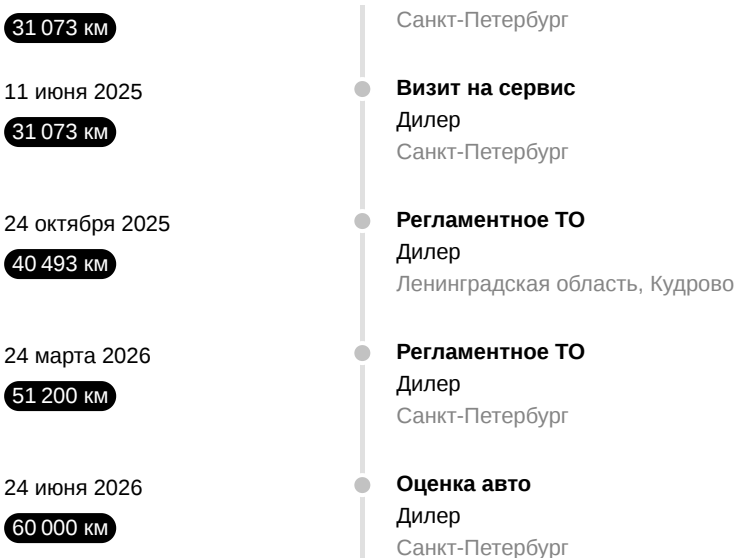 31 073 км
Санкт-Петербург
11 июня 2025
Визит на сервис
31 073 км
Дилер
Санкт-Петербург
24 октября 2025
Регламентное ТО
40 493 км
Дилер
Ленинградская область, Кудрово
24 марта 2026
Регламентное ТО
51 200 км
Дилер
Санкт-Петербург
24 июня 2026
Оценка авто
60 000 км
Дилер
Санкт-Петербург